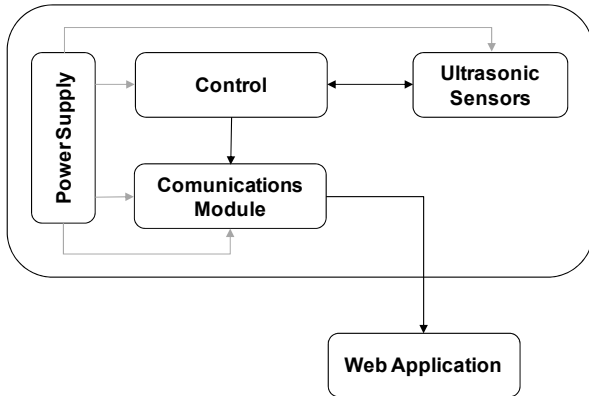 Power Supply
Control
Ultrasonic
Sensors
Comunications
Module
Web Application